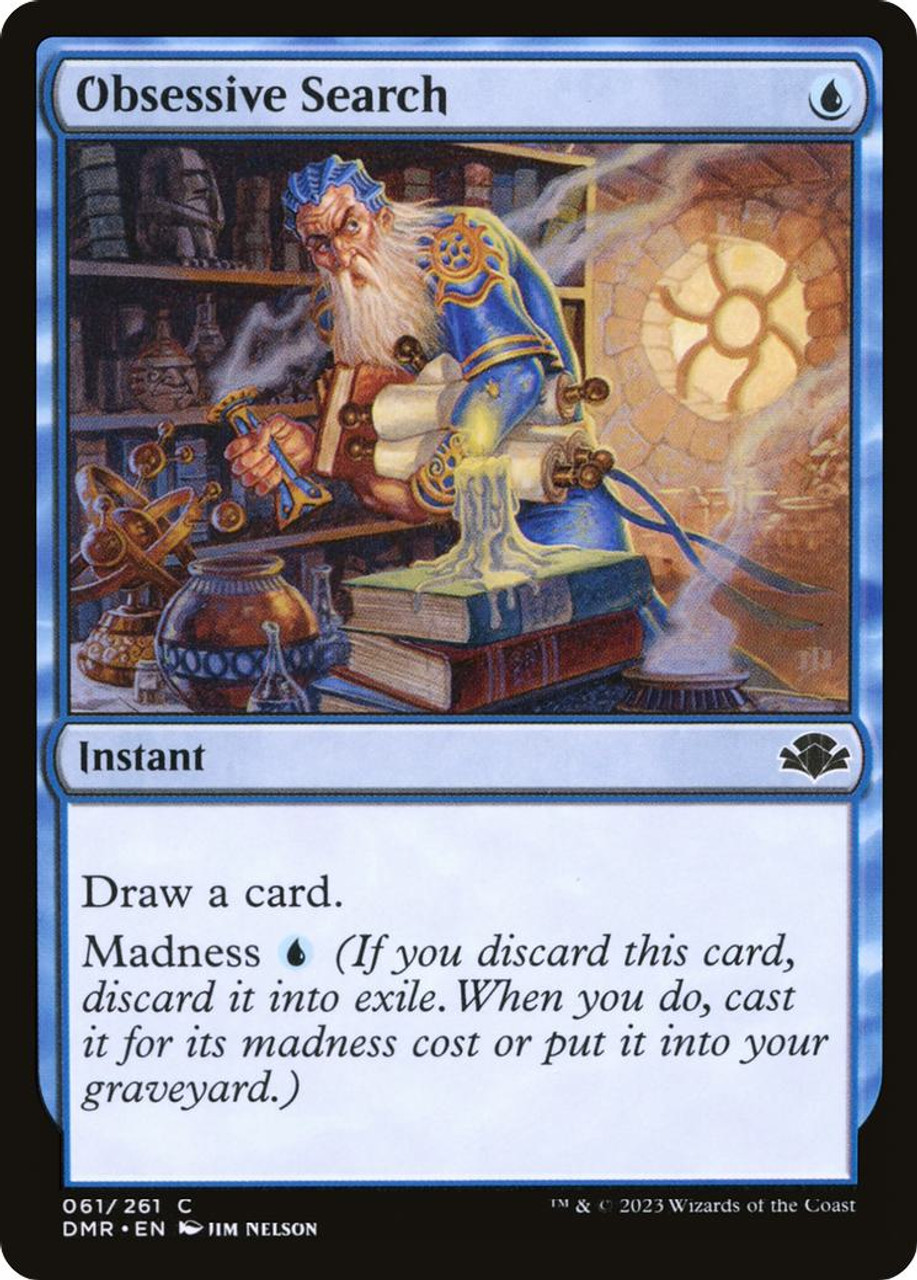 Obsessive Search
Instant
Draw a card.
Madness (If you discard this card,
discard it into exile. When you do, cast
it for its madness cost or put it into your
graveyard.)
061/261 C
DMR • EN JIM NELSON
™ & © 2023 Wizards of the Coast